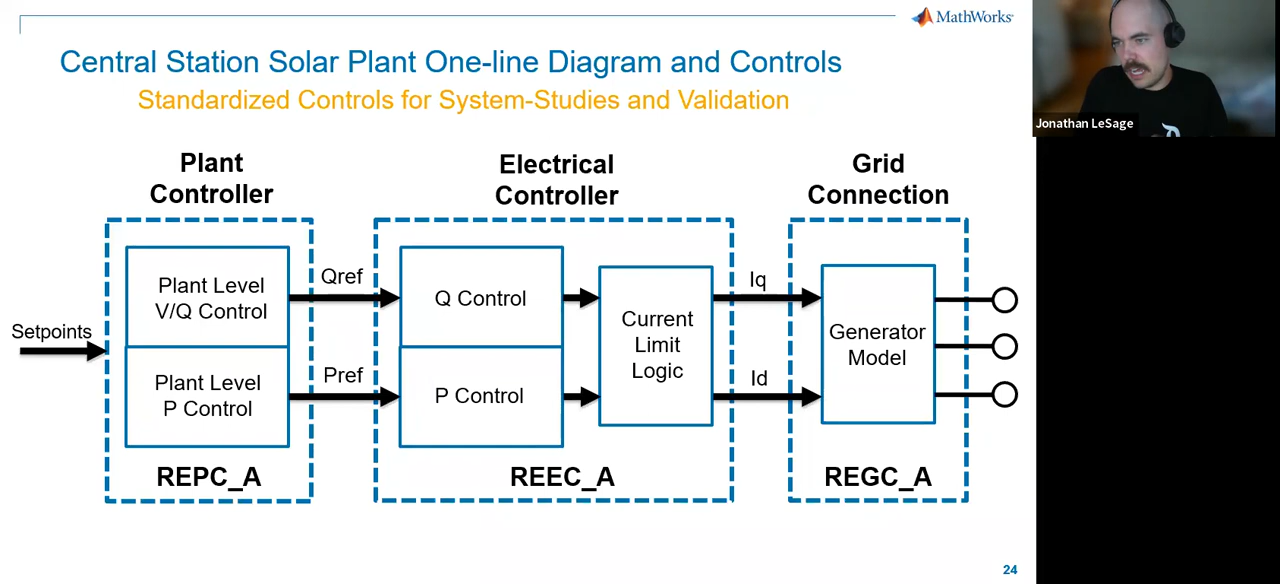 MathWorks
Central Station Solar Plant One-line Diagram and Controls
Standardized Controls for System-Studies and Validation
Jonathan LeSage
Plant
Controller
Electrical
Controller
Grid
Connection
Setpoints
Plant Level
V/Q Control
Plant Level
P Control
REPC_A
Qref
Pref
Q Control
P Control
Current
Limit
Logic
REEC_A
Iq
Id
Generator
Model
REGC_A
24